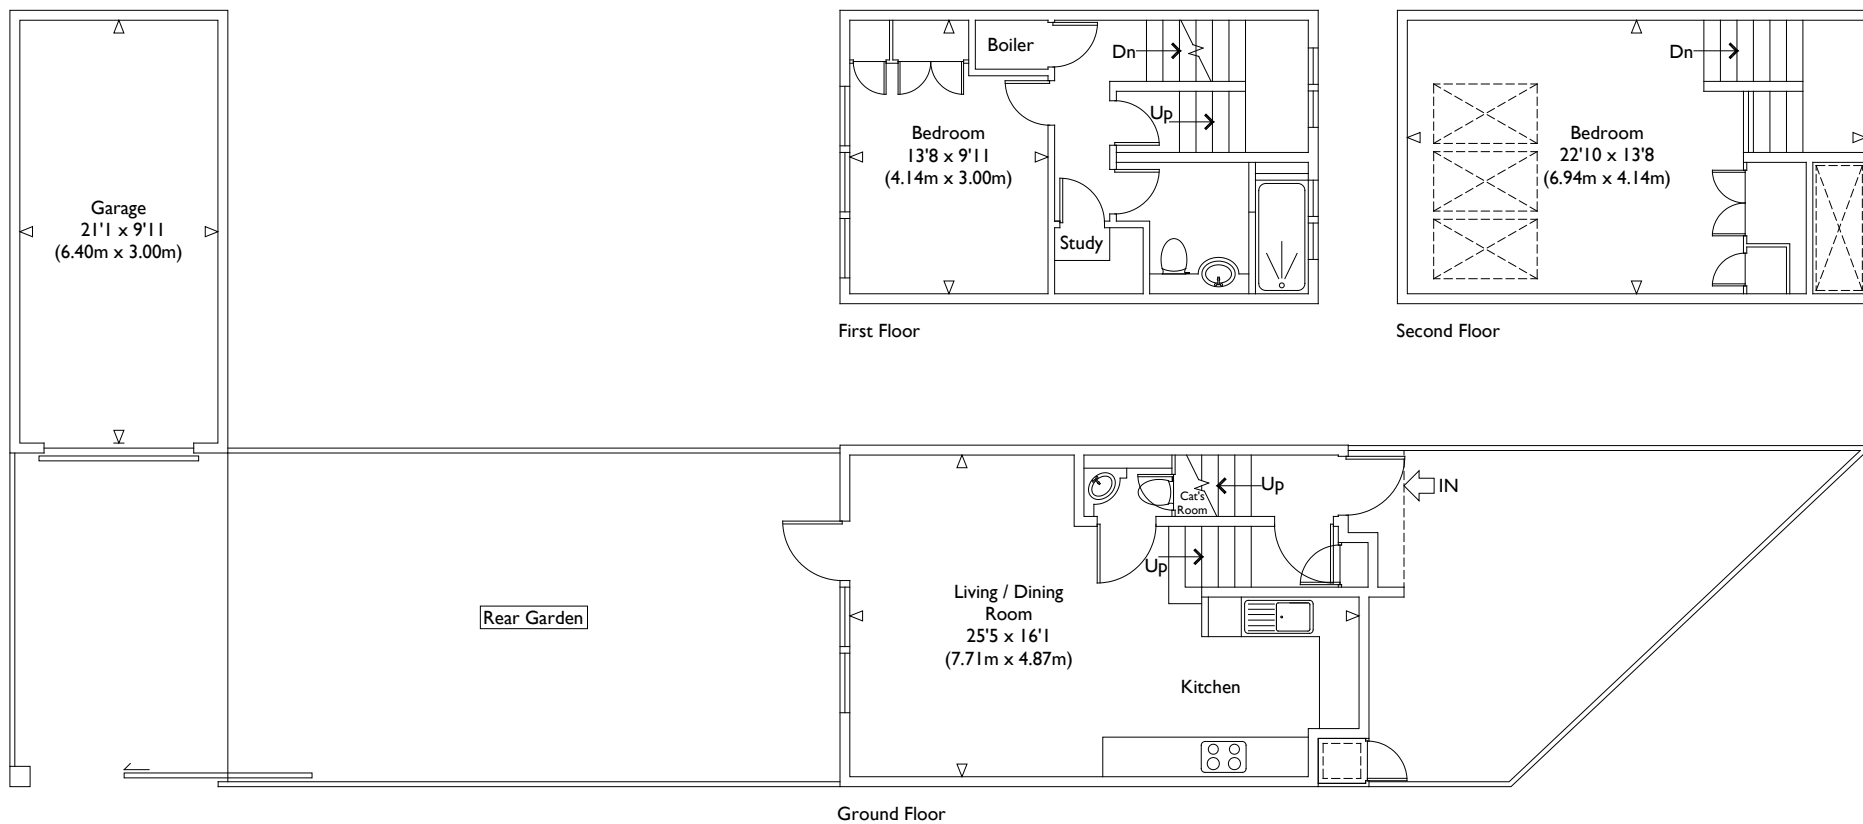 Boiler
Dn
Up
Bedroom
13'8 x 9'11
(4.14m x 3.00m)
Study
First Floor
Dn
Bedroom
22'10 x 13'8
(6.94m x 4.14m)
Second Floor
Garage
21'1 x 9'11
(6.40m x 3.00m)
Rear Garden
Cat's
Room
Up
IN
Up
Living / Dining
Room
25'5 x 16'1
(7.71m x 4.87m)
Kitchen
Ground Floor